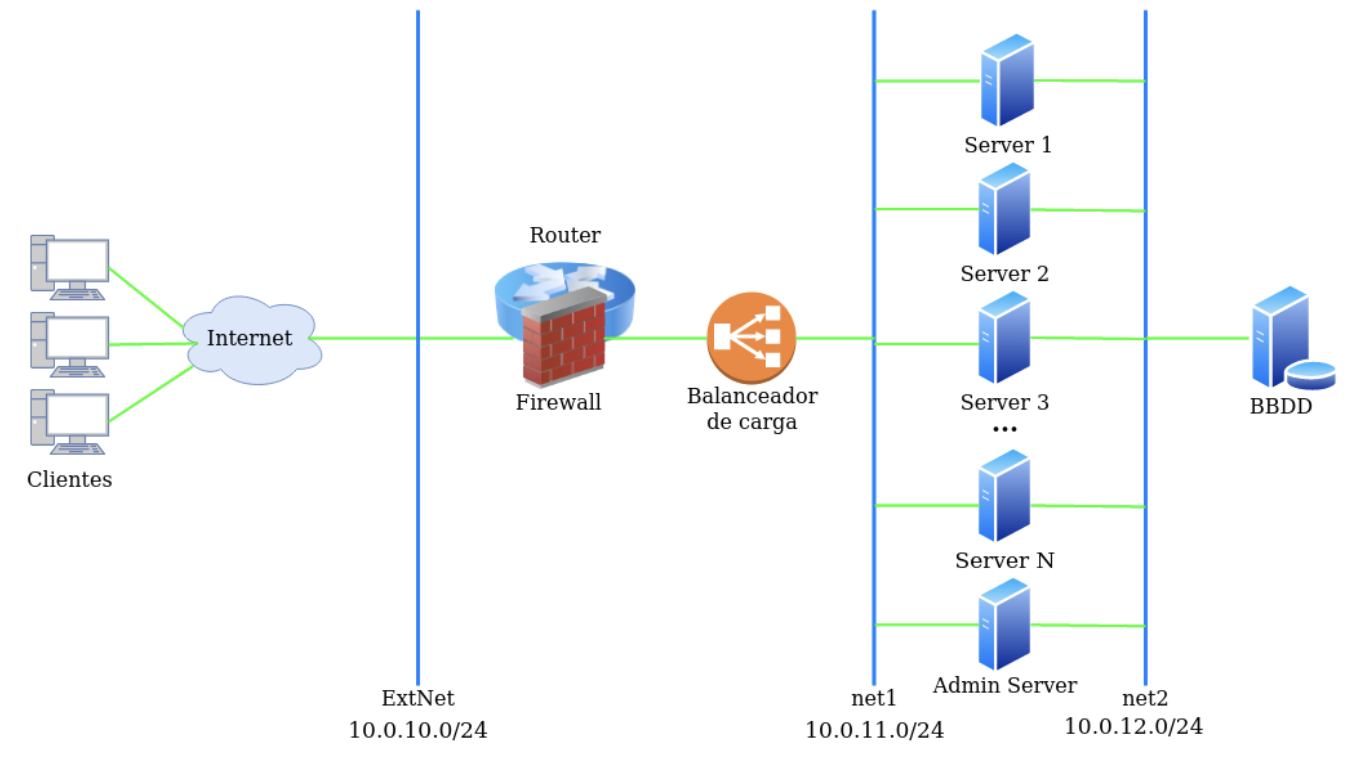 Server 1
Server 2
Router
Internet
Firewall
Balanceador
de carga
Server 3
...
BBDD
Clientes
Server N
Admin Server
ExtNet
10.0.10.0/24
net1
10.0.11.0/24
net2
10.0.12.0/24